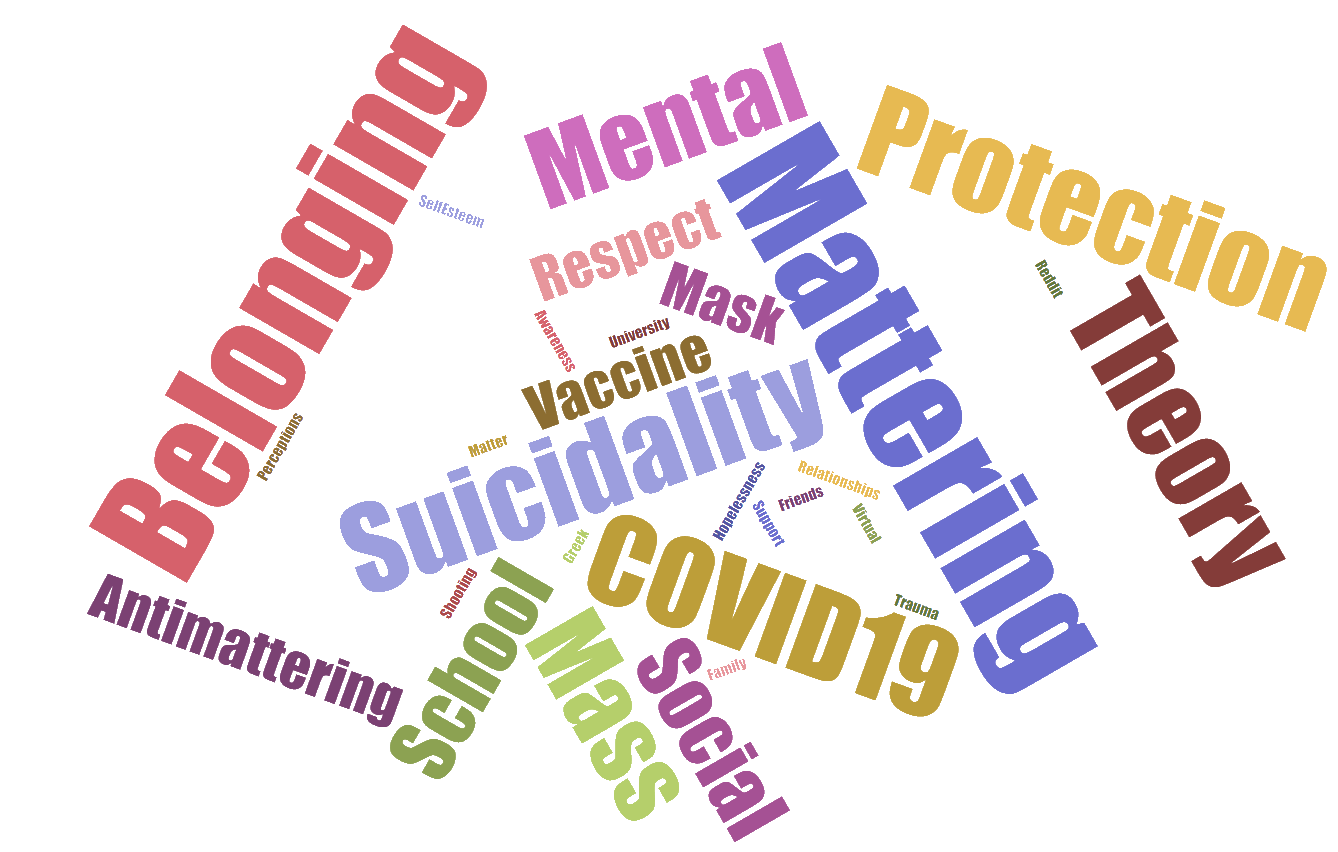 Belonging
Mental
Protection
Mattering
SelfEsteem
Respect
Mask
Reddit
Theory
Awareness
University
Vaccine
Suicidality
Perceptions
Matter
Relationships
Hopelessness
Friends
Support
Virtual
COVID19
Greek
Shooting
School
Antimattering
Trauma
Mass
Social
Family